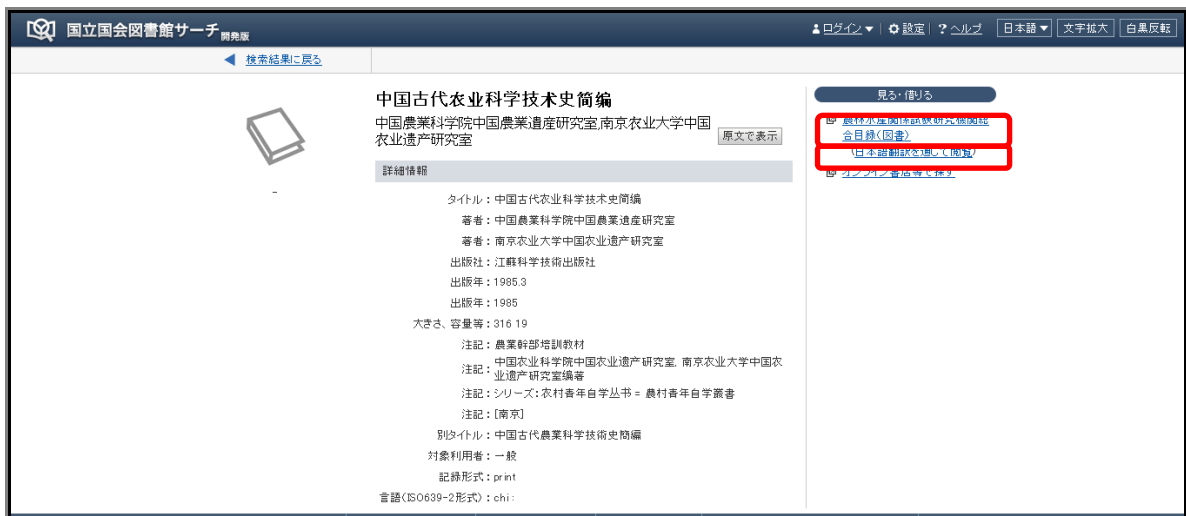 国立国会図書館サーチ開発版
ログイン▼ | 設定 | ? ヘルプ 日本語▼ 文字拡大 白黒反転
◀ 検索結果に戻る
中国古代农业科学技术史简编
中国農業科学院中国農業遺産研究室,南京农业大学中国
农业遗产研究室
原文で表示
詳細情報
タイトル:中国古代农业科学技术史简编
著者:中国農業科学院中国農業遺産研究室
著者:南京农业大学中国农业遗产研究室
出版社:江蘇科学技術出版社
出版年:1985.3
出版年:1985
大きさ、容量等:316 19
注記:農業幹部培訓教材
注記:中国农业科学院中国农业遗产研究室, 南京农业大学中国农
业遗产研究室编著
注記:シリーズ:农村青年自学丛书 = 農村青年自学叢書
注記:[南京]
別タイトル:中国古代農業科学技術史簡編
対象利用者:一般
記録形式:print
言語(ISO639-2形式):chi:
-
見る・借りる
農林水産関係試験研究機関総
合目録(図書)
(日本語翻訳を通して閲覧)
オンライン書店等で探す